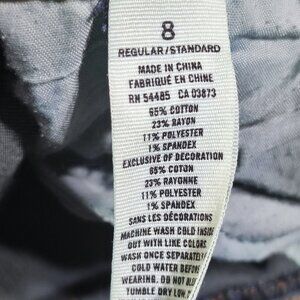 8
REGULAR/STANDARD
MADE IN CHINA
FABRIQUÉ EN CHINE
RN 54485 CA 03873
65% COTTON
23% RAYON
11% POLYESTER
1% SPANDEX
EXCLUSIVE OF DECORATION
65% COTON
23% RAYONNE
11% POLYESTER
1% SPANDEX
SANS LES DÉCORATIONS
MACHINE WASH COLD INSIDE
OUT WITH LIKE COLORS
WASH ONCE SEPARATELY
COLD WATER BEFORE
WEARING. DO NOT
TUMBLE DRY LOW